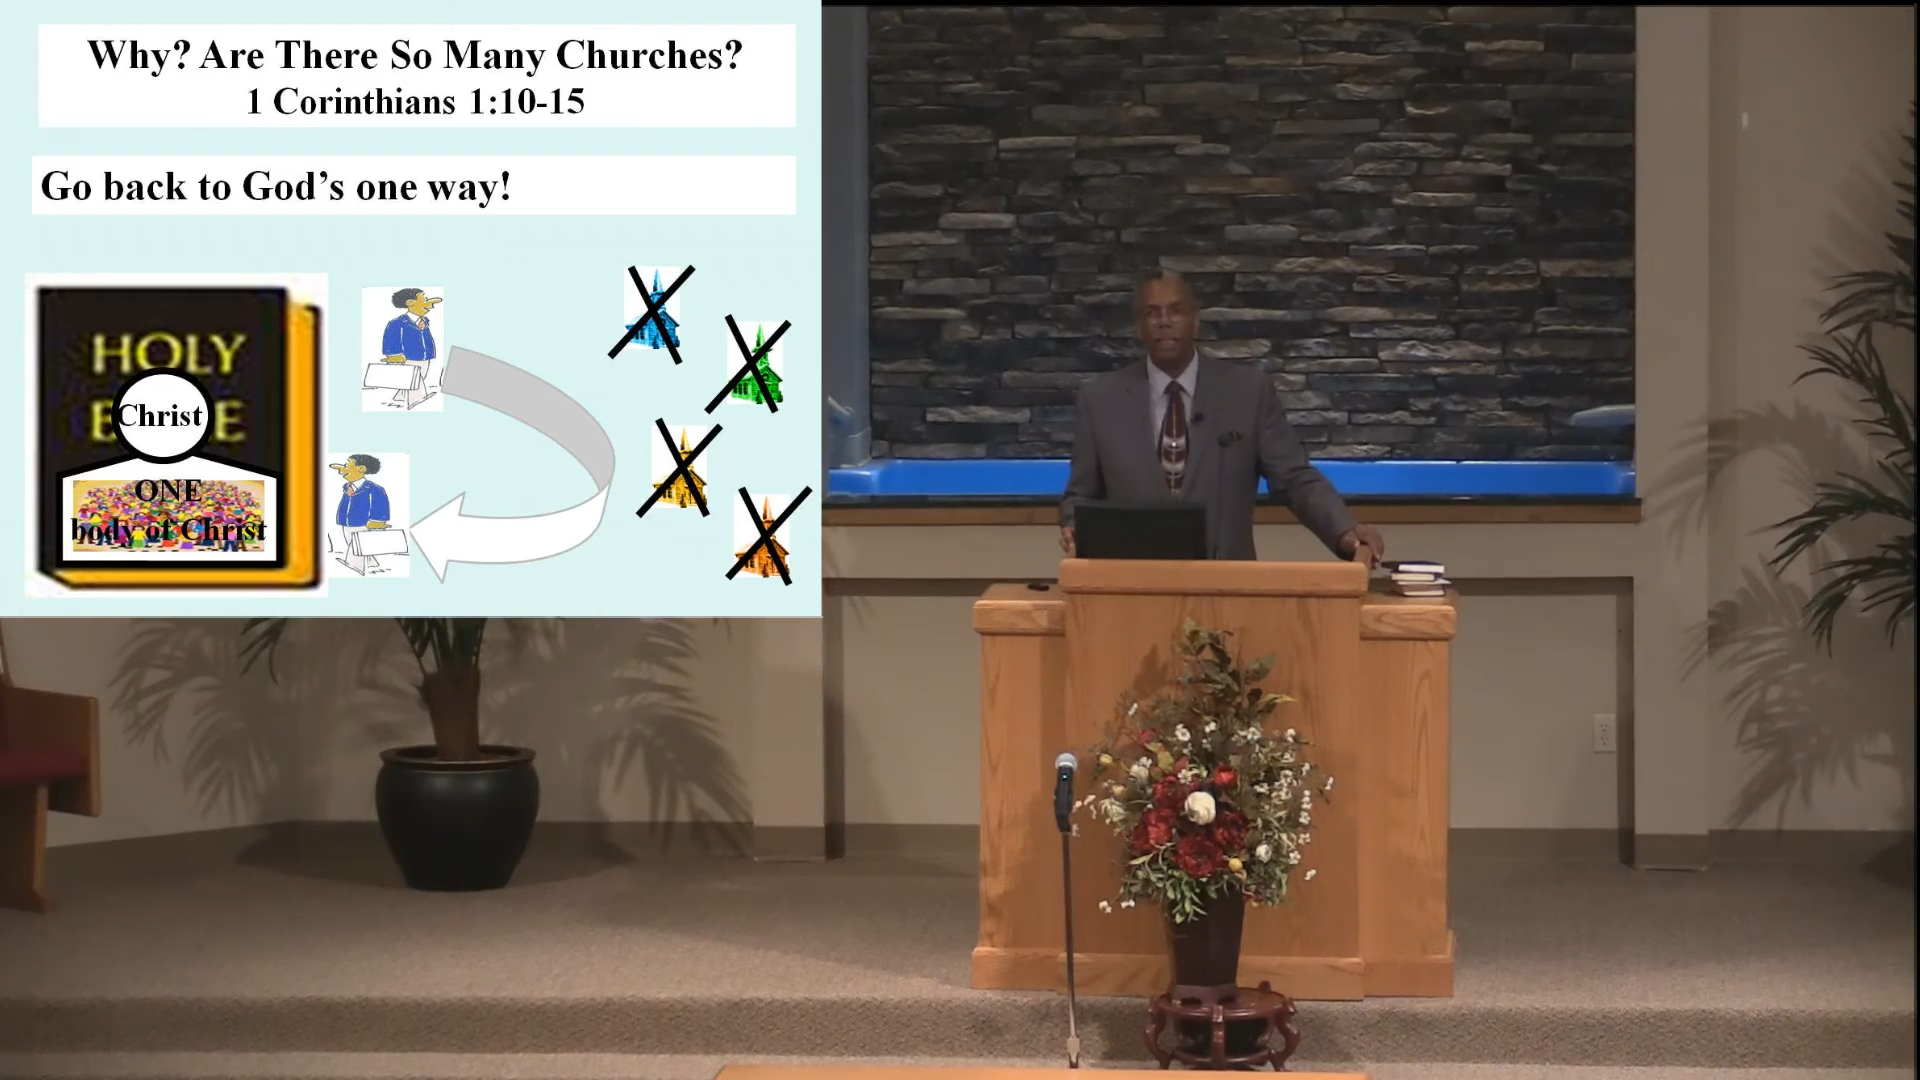 Why? Are There So Many Churches?
1 Corinthians 1:10-15
Go back to God’s one way!
HOLY
B E
Christ
ONE
body of Christ